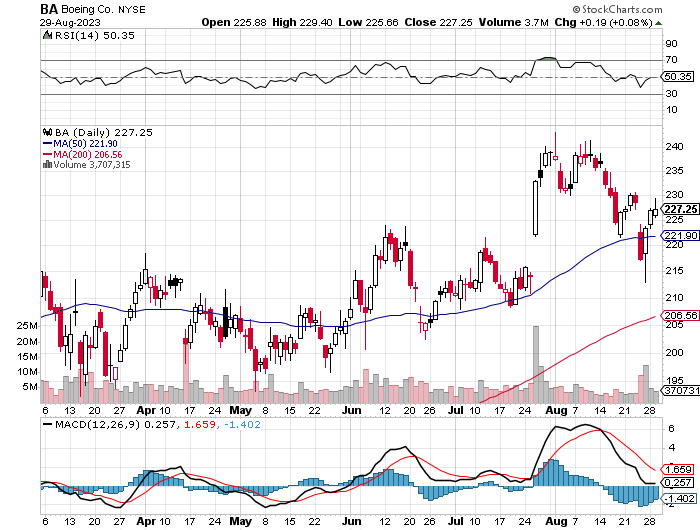 BA Boeing Co. NYSE © StockCharts.com
29-Aug-2023 Open 225.88 High 229.40 Low 225.66 Close 227.25 Volume 3.7M Chg +0.19 (+0.08%)
RSI(14) 50.35
90
70
50.35
30
10
BA (Daily) 227.25
MA(50) 221.90
MA(200) 206.56
Volume 3,707,315
240
235
230
227.25
225
221.90
220
215
210
206.56
205
200
195
3707315
25M
20M
15M
10M
5M
6 13 20 27 Apr 10 17 24 May 8 15 22 Jun 12 20 26 Jul 10 17 24 Aug 7 14 21 28
MACD(12,26,9) 0.257, 1.659, -1.402
6
4
2
1.659
0.257
-1.402
-2
6 13 20 27 Apr 10 17 24 May 8 15 22 Jun 12 20 26 Jul 10 17 24 Aug 7 14 21 28